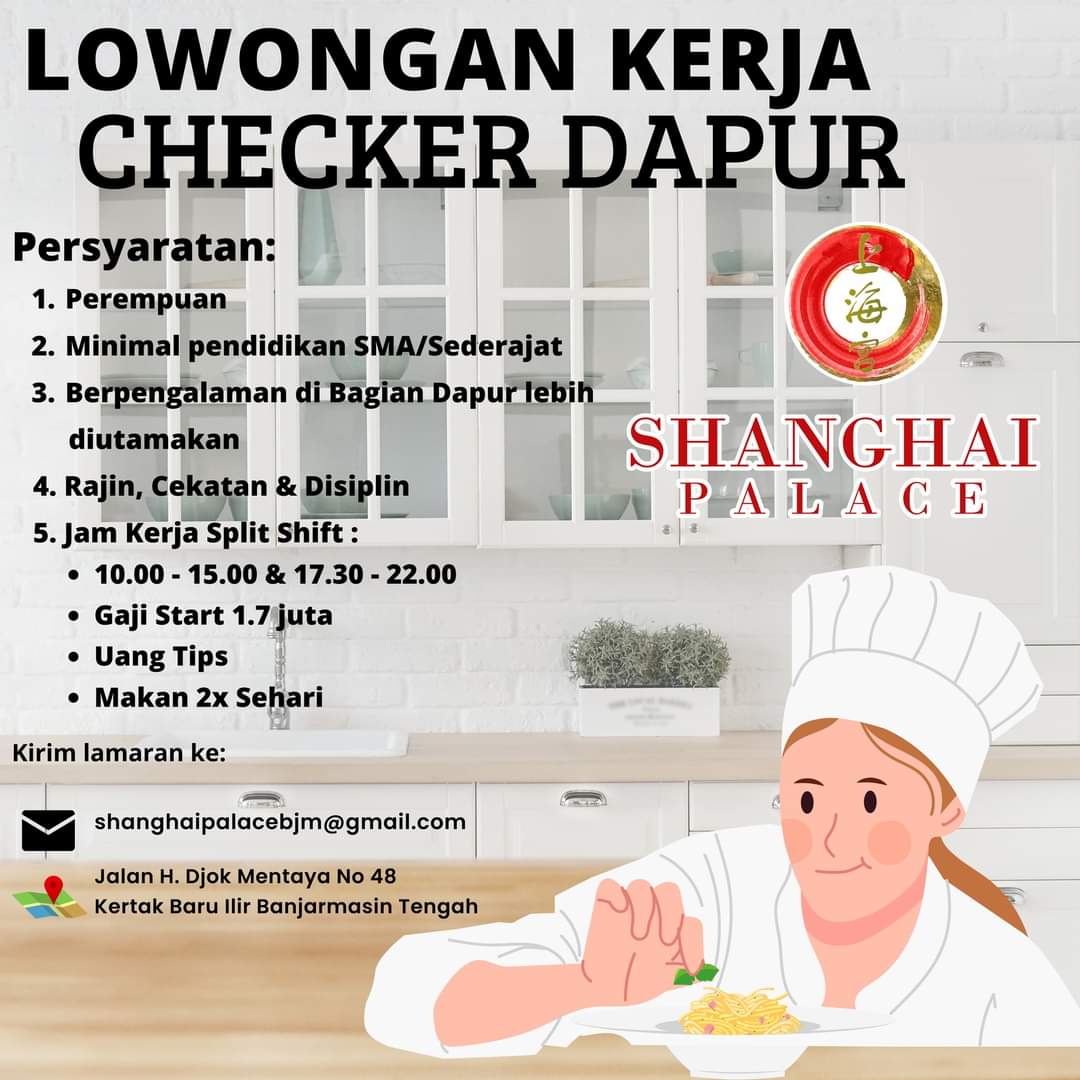 LOWONGAN KERJA
CHECKER DAPUR
Persyaratan:
1. Perempuan
2. Minimal pendidikan SMA/Sederajat
3. Berpengalaman di Bagian Dapur lebih
diutamakan
4. Rajin, Cekatan & Disiplin
5. Jam Kerja Split Shift :
• 10.00 - 15.00 & 17.30 - 22.00
• Gaji Start 1.7 juta
• Uang Tips
• Makan 2x Sehari
上
海
宫
SHANGHAI
PALACE
Kirim lamaran ke:
shanghaipalacebjm@gmail.com
Jalan H. Djok Mentaya No 48
Kertak Baru Ilir Banjarmasin Tengah